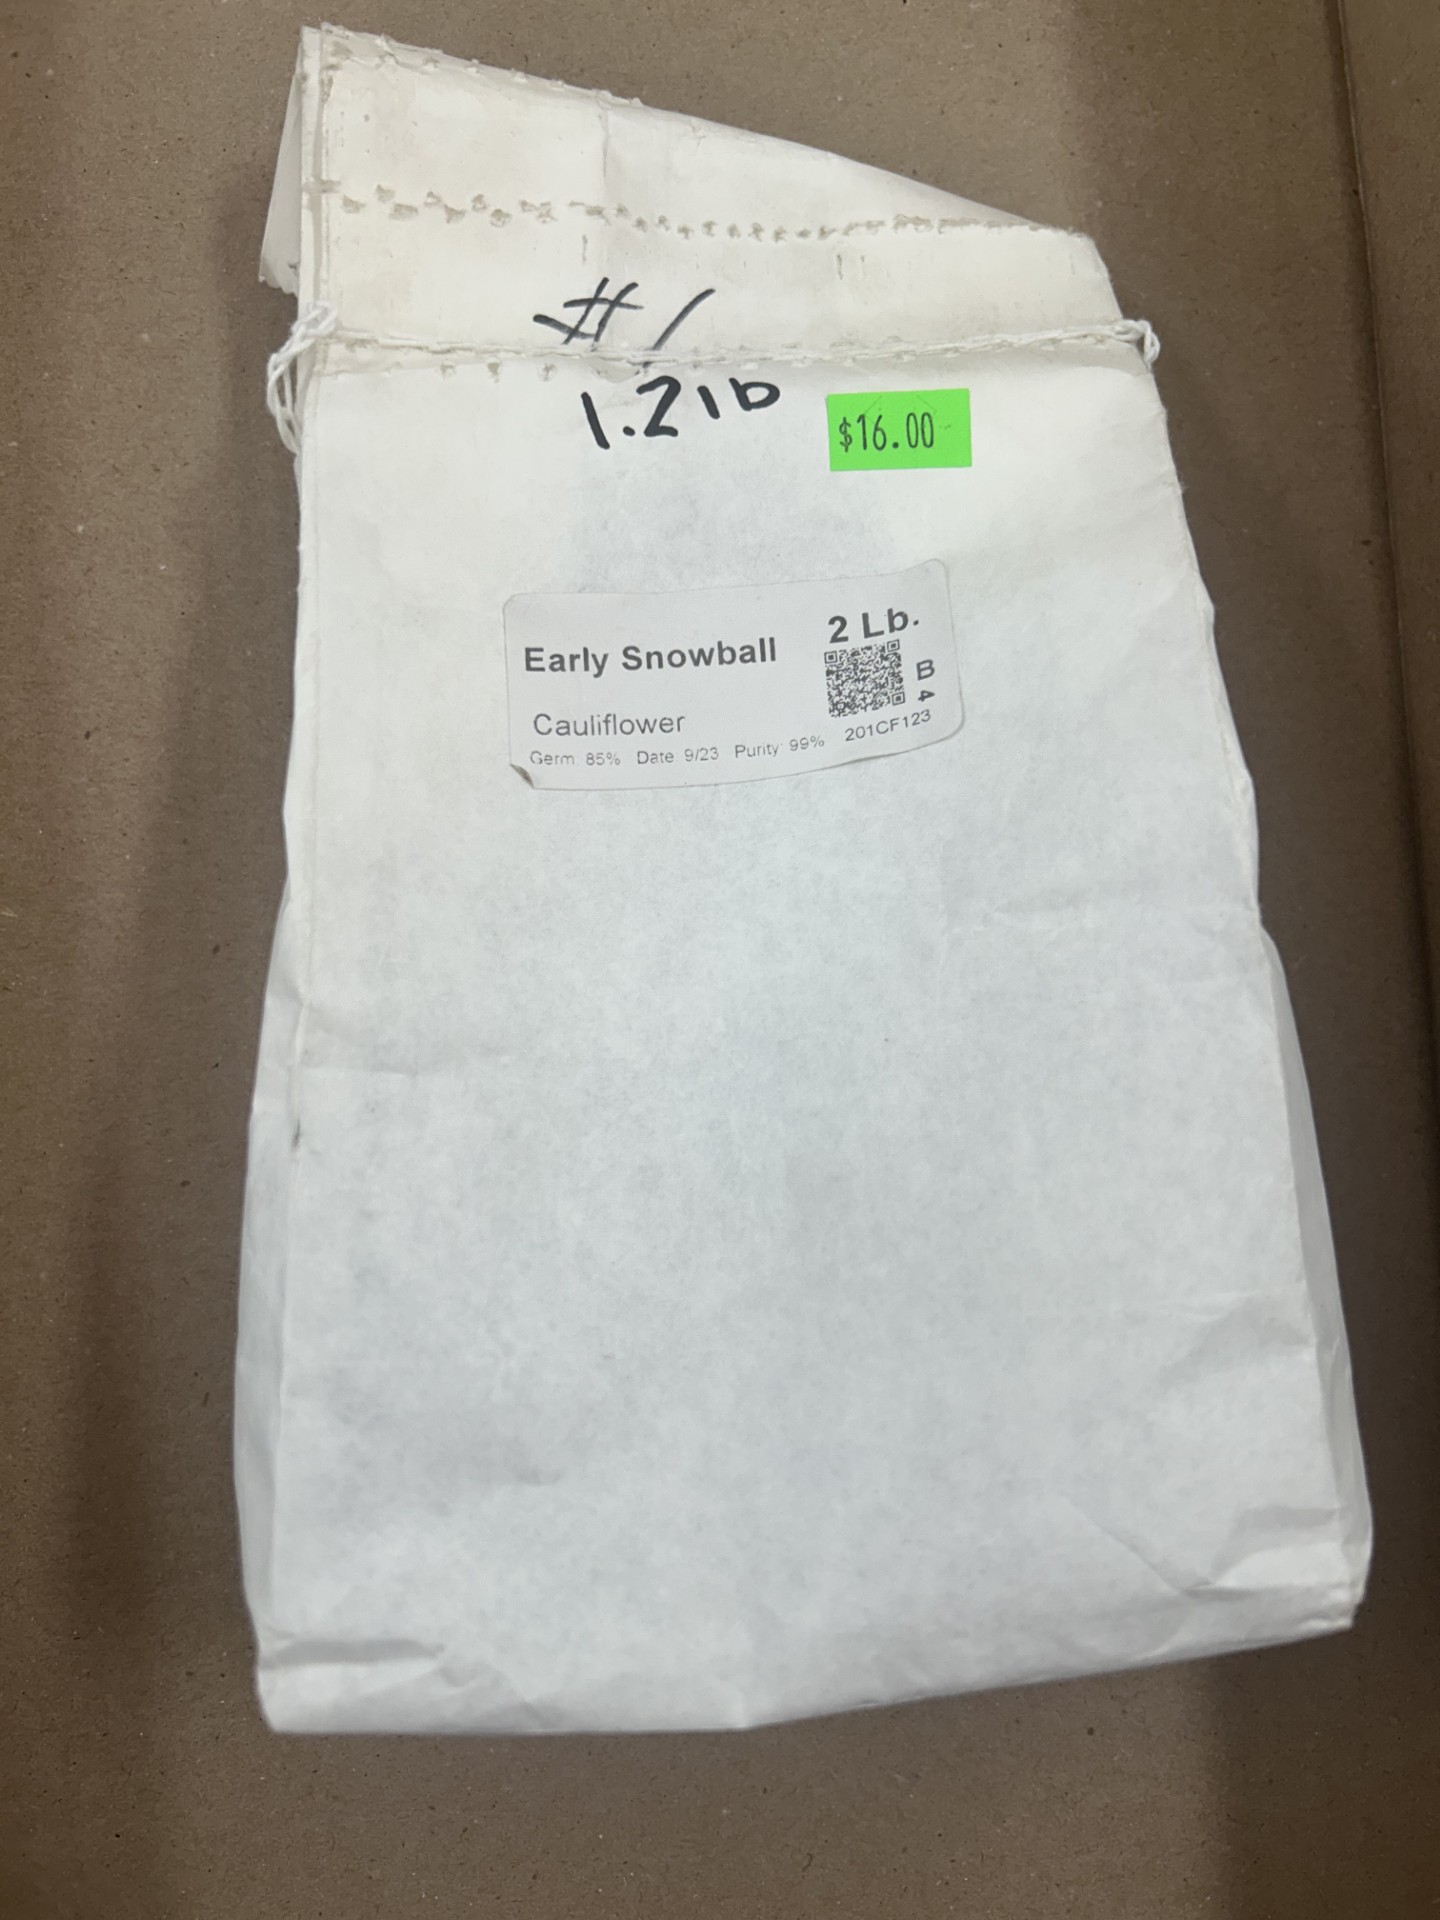 #1
1.2lb
$16.00
Early Snowball
2 Lb.
B
4
Cauliflower
Germ: 85% Date: 9/23 Purity: 99% 201CF123